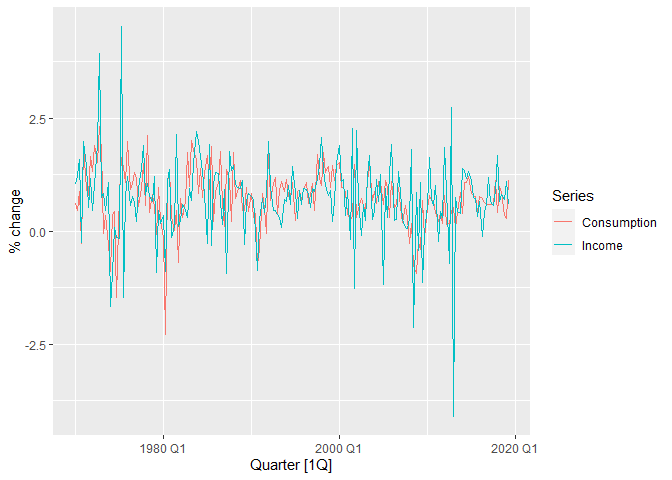 2.5
0.0
-2.5
% change
1980 Q1
2000 Q1
2020 Q1
Quarter [1Q]
Series
Consumption
Income